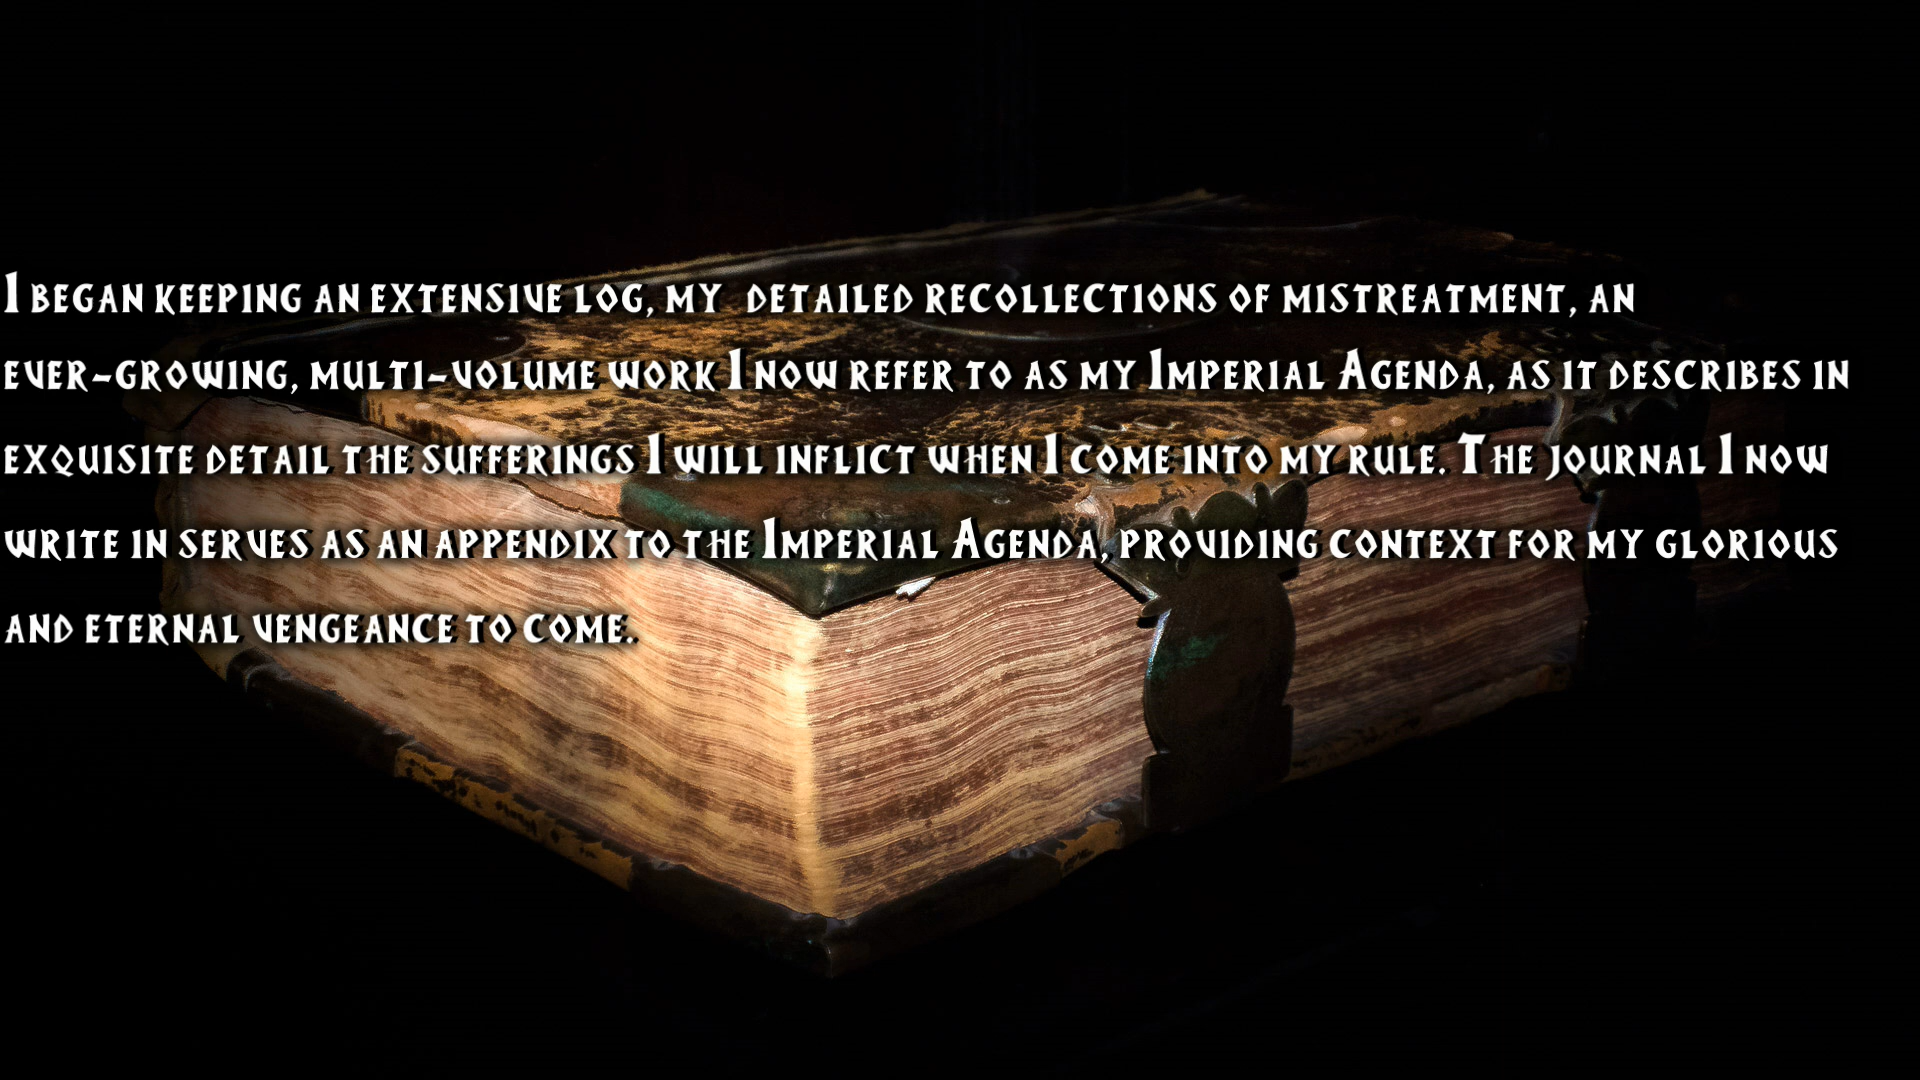 I began keeping an extensive log, my  detailed recollections of mistreatment, an
ever-growing, multi-volume work I now refer to as my Imperial Agenda, as it describes in
exquisite detail the sufferings I will inflict when I come into my rule. The journal I now
write in serves as an appendix to the Imperial Agenda, providing context for my glorious
and eternal vengeance to come.